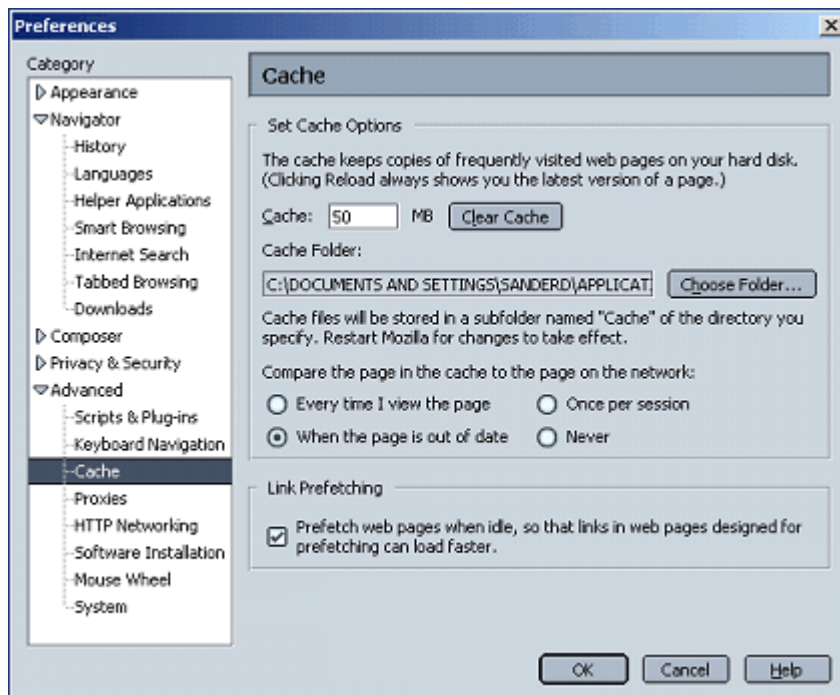 Preferences
Category
Appearance
Navigator
History
Languages
Helper Applications
Smart Browsing
Internet Search
Tabbed Browsing
Downloads
Composer
Privacy & Security
Advanced
Scripts & Plug-ins
Keyboard Navigation
Cache
Proxies
HTTP Networking
Software Installation
Mouse Wheel
System
Cache
Set Cache Options
The cache keeps copies of frequently visited web pages on your hard disk.
(Clicking Reload always shows you the latest version of a page.)
Cache: 50 MB Clear Cache
Cache Folder:
C:\DOCUMENTS AND SETTINGS\SANDERD\APPLICAT. Choose Folder...
Cache files will be stored in a subfolder named "Cache" of the directory you
specify. Restart Mozilla for changes to take effect.
Compare the page in the cache to the page on the network:
Every time I view the page Once per session
When the page is out of date Never
Link Prefetching
Prefetch web pages when idle, so that links in web pages designed for
prefetching can load faster.
OK Cancel Help